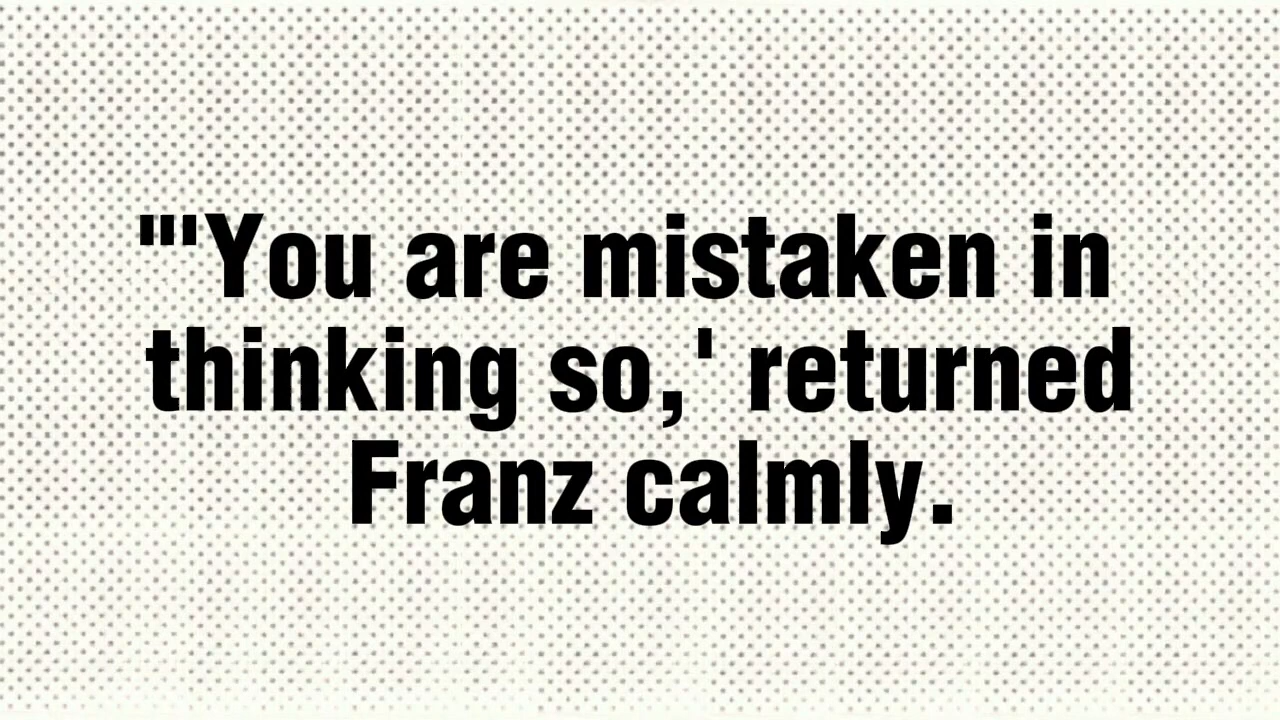 "'You are mistaken in
thinking so,' returned
Franz calmly.